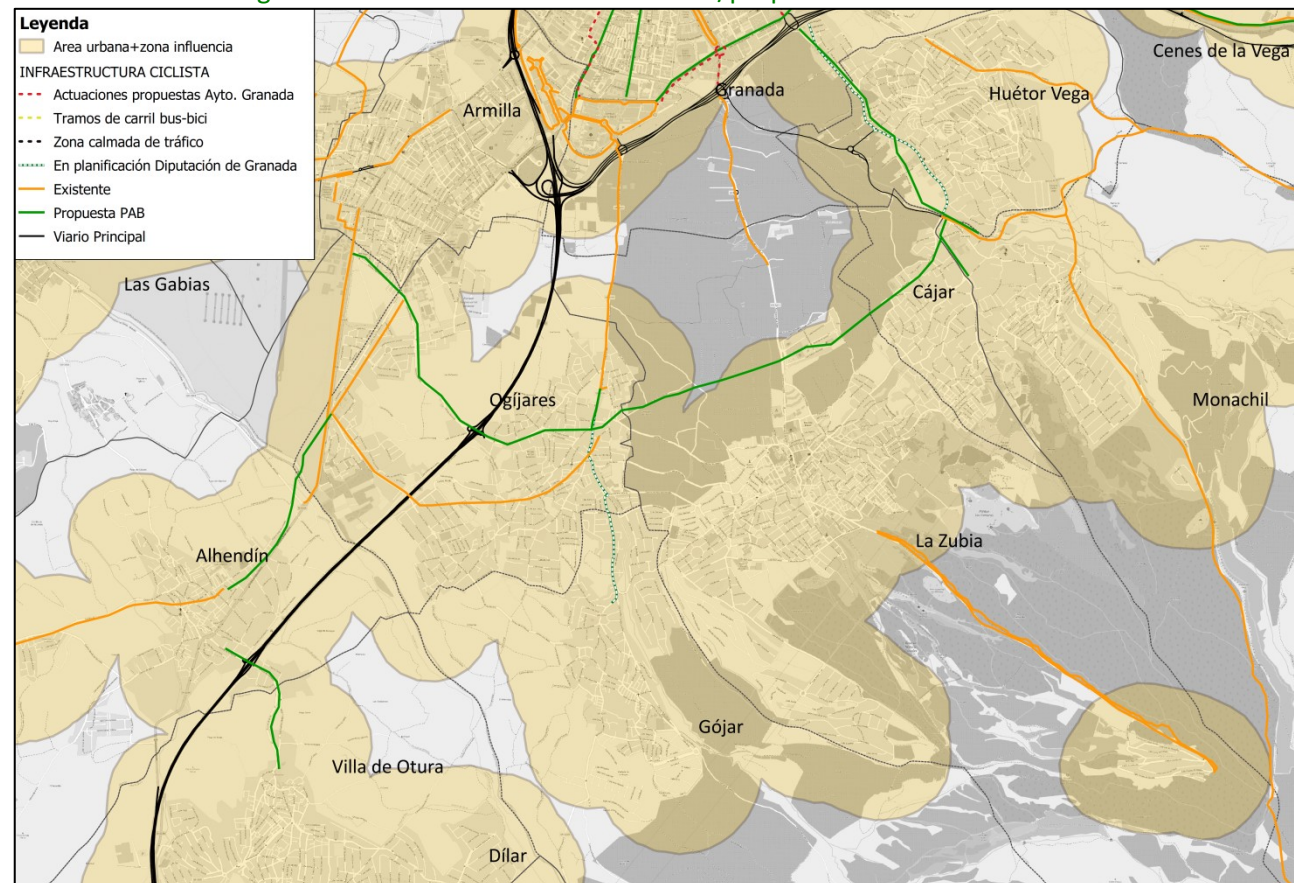 Leyenda
Area urbana+zona influencia
INFRAESTRUCTURA CICLISTA
Actuaciones propuestas Ayto. Granada
Tramos de carril bus-bici
Zona calmada de tráfico
En planificación Diputación de Granada
Existente
Propuesta PAB
Viario Principal
Cenes de la Vega
Granada
Huétor Vega
Armilla
Las Gabias
Cájar
Ogíjares
Monachil
La Zubia
Alhendín
Gójar
Villa de Otura
Dílar